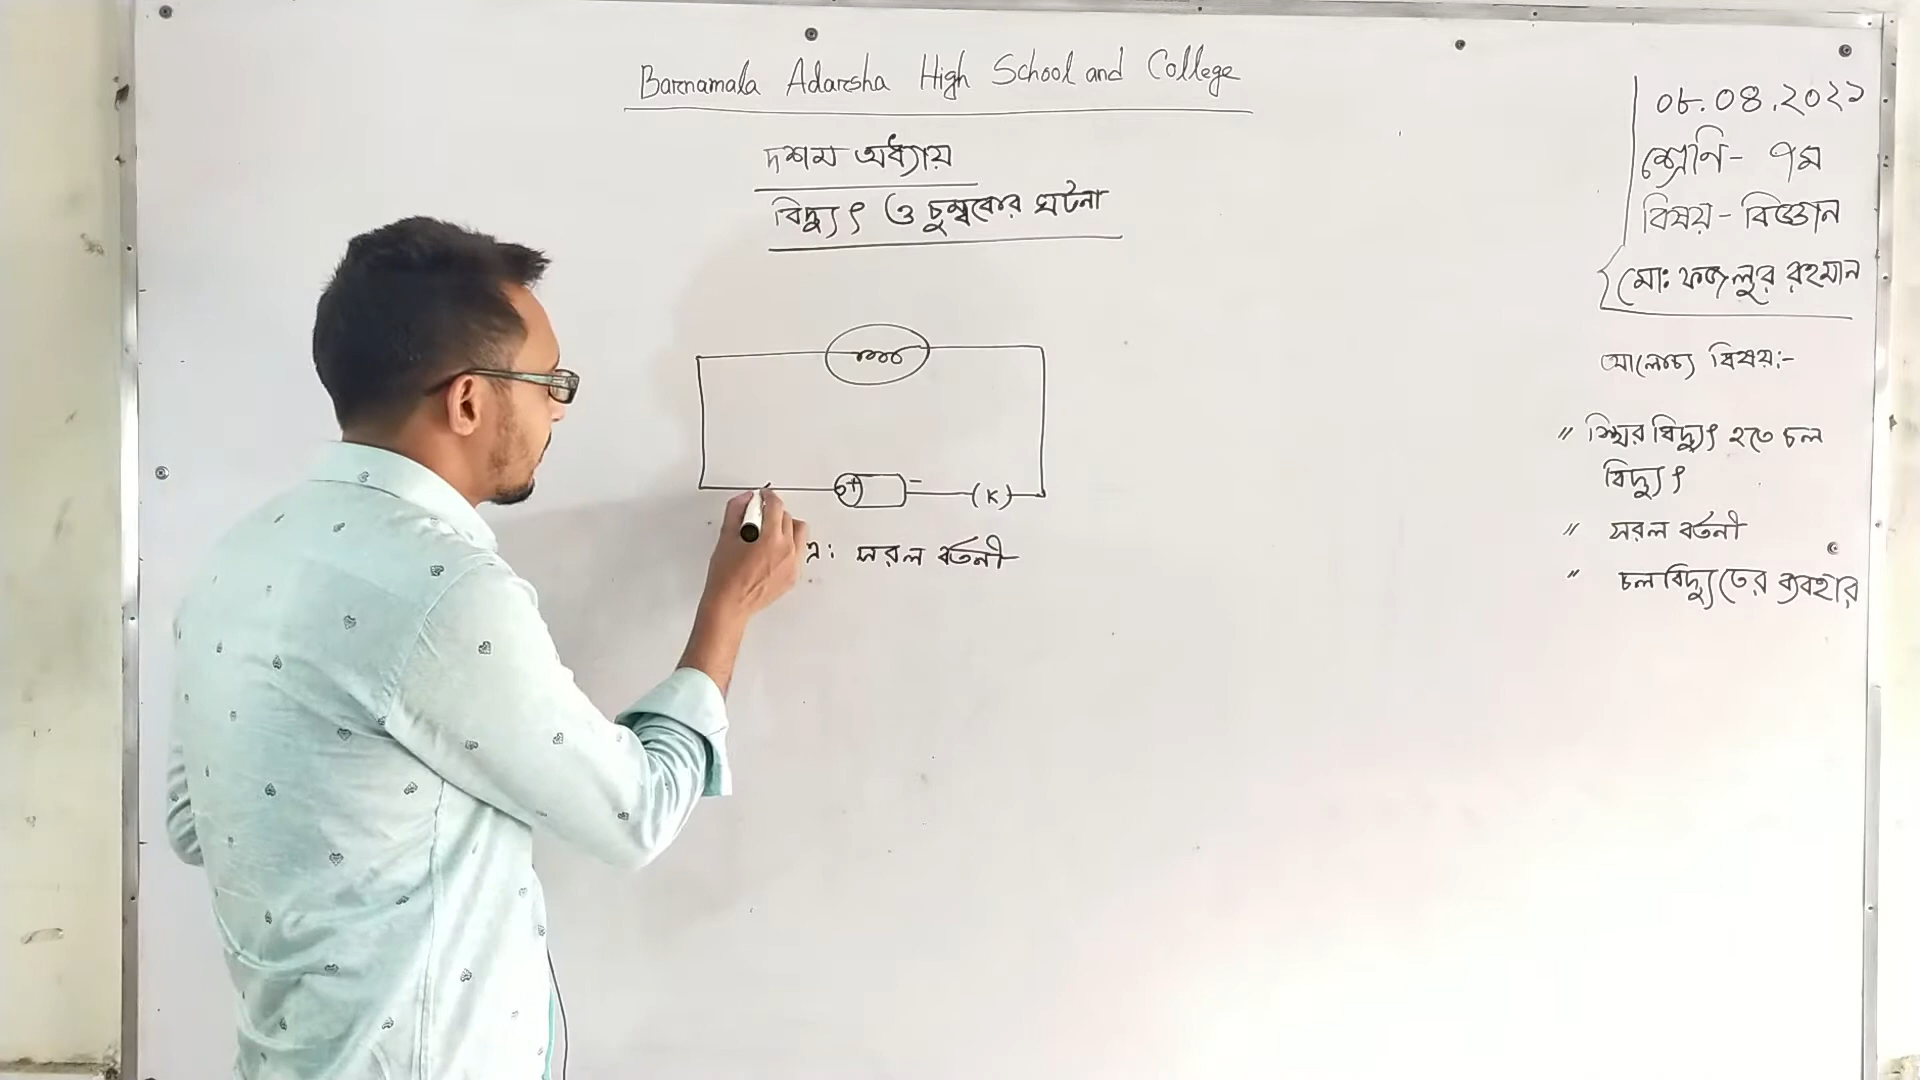 Barnamala Adarsha High School and College
দশম অধ্যায়
বিদ্যুৎ ও চুম্বকের ঘটনা
০৮.০৪.২০২১
শ্রেণি- ৭ম
বিষয়- বিজ্ঞান
মো: ফজলুর রহমান
আলোচ্য বিষয়:-
" স্থির বিদ্যুৎ হতে চল
বিদ্যুৎ
" সরল বর্তনী
" চল বিদ্যুতের ব্যবহার
+ - (K)
ত্র: সরল বর্তনী